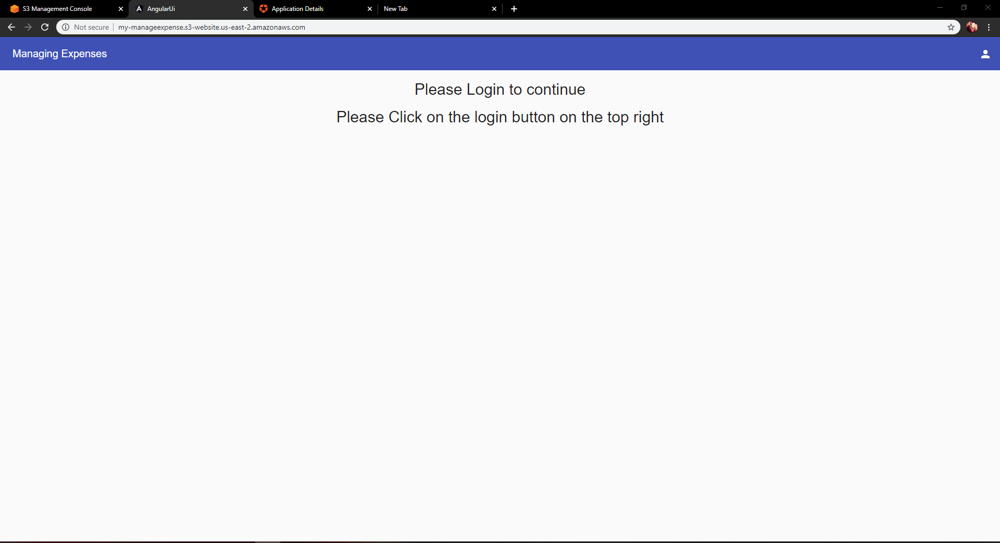 S3 Management Console
AngularUi
Application Details
New Tab
Not secure
my-manageexpense.s3-website.us-east-2.amazonaws.com
Managing Expenses
Please Login to continue
Please Click on the login button on the top right